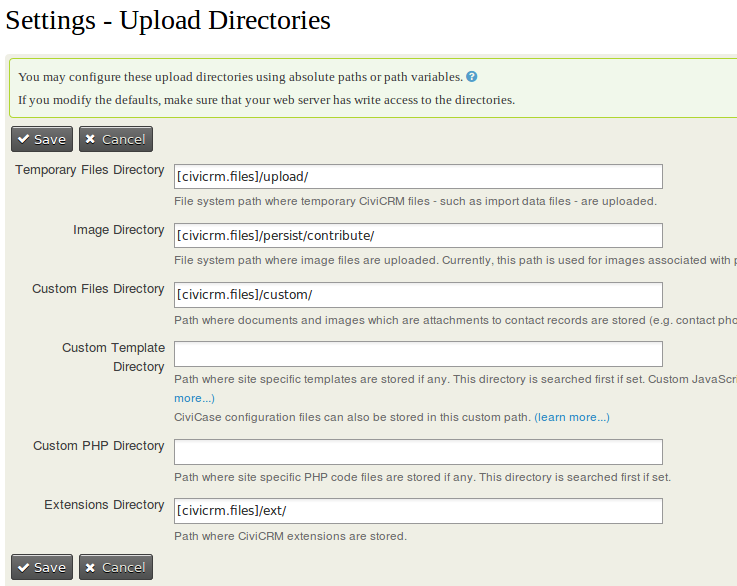 Settings - Upload Directories
You may configure these upload directories using absolute paths or path variables.
If you modify the defaults, make sure that your web server has write access to the directories.
Save Cancel
Temporary Files Directory [civicrm.files]/upload/
File system path where temporary CiviCRM files - such as import data files - are uploaded.
Image Directory [civicrm.files]/persist/contribute/
File system path where image files are uploaded. Currently, this path is used for images associated with
Custom Files Directory [civicrm.files]/custom/
Path where documents and images which are attachments to contact records are stored (e.g. contact pho
Custom Template
Directory
Path where site specific templates are stored if any. This directory is searched first if set. Custom JavaScri
more...)
CiviCase configuration files can also be stored in this custom path. (learn more...)
Custom PHP Directory
Path where site specific PHP code files are stored if any. This directory is searched first if set.
Extensions Directory [civicrm.files]/ext/
Path where CiviCRM extensions are stored.
Save Cancel